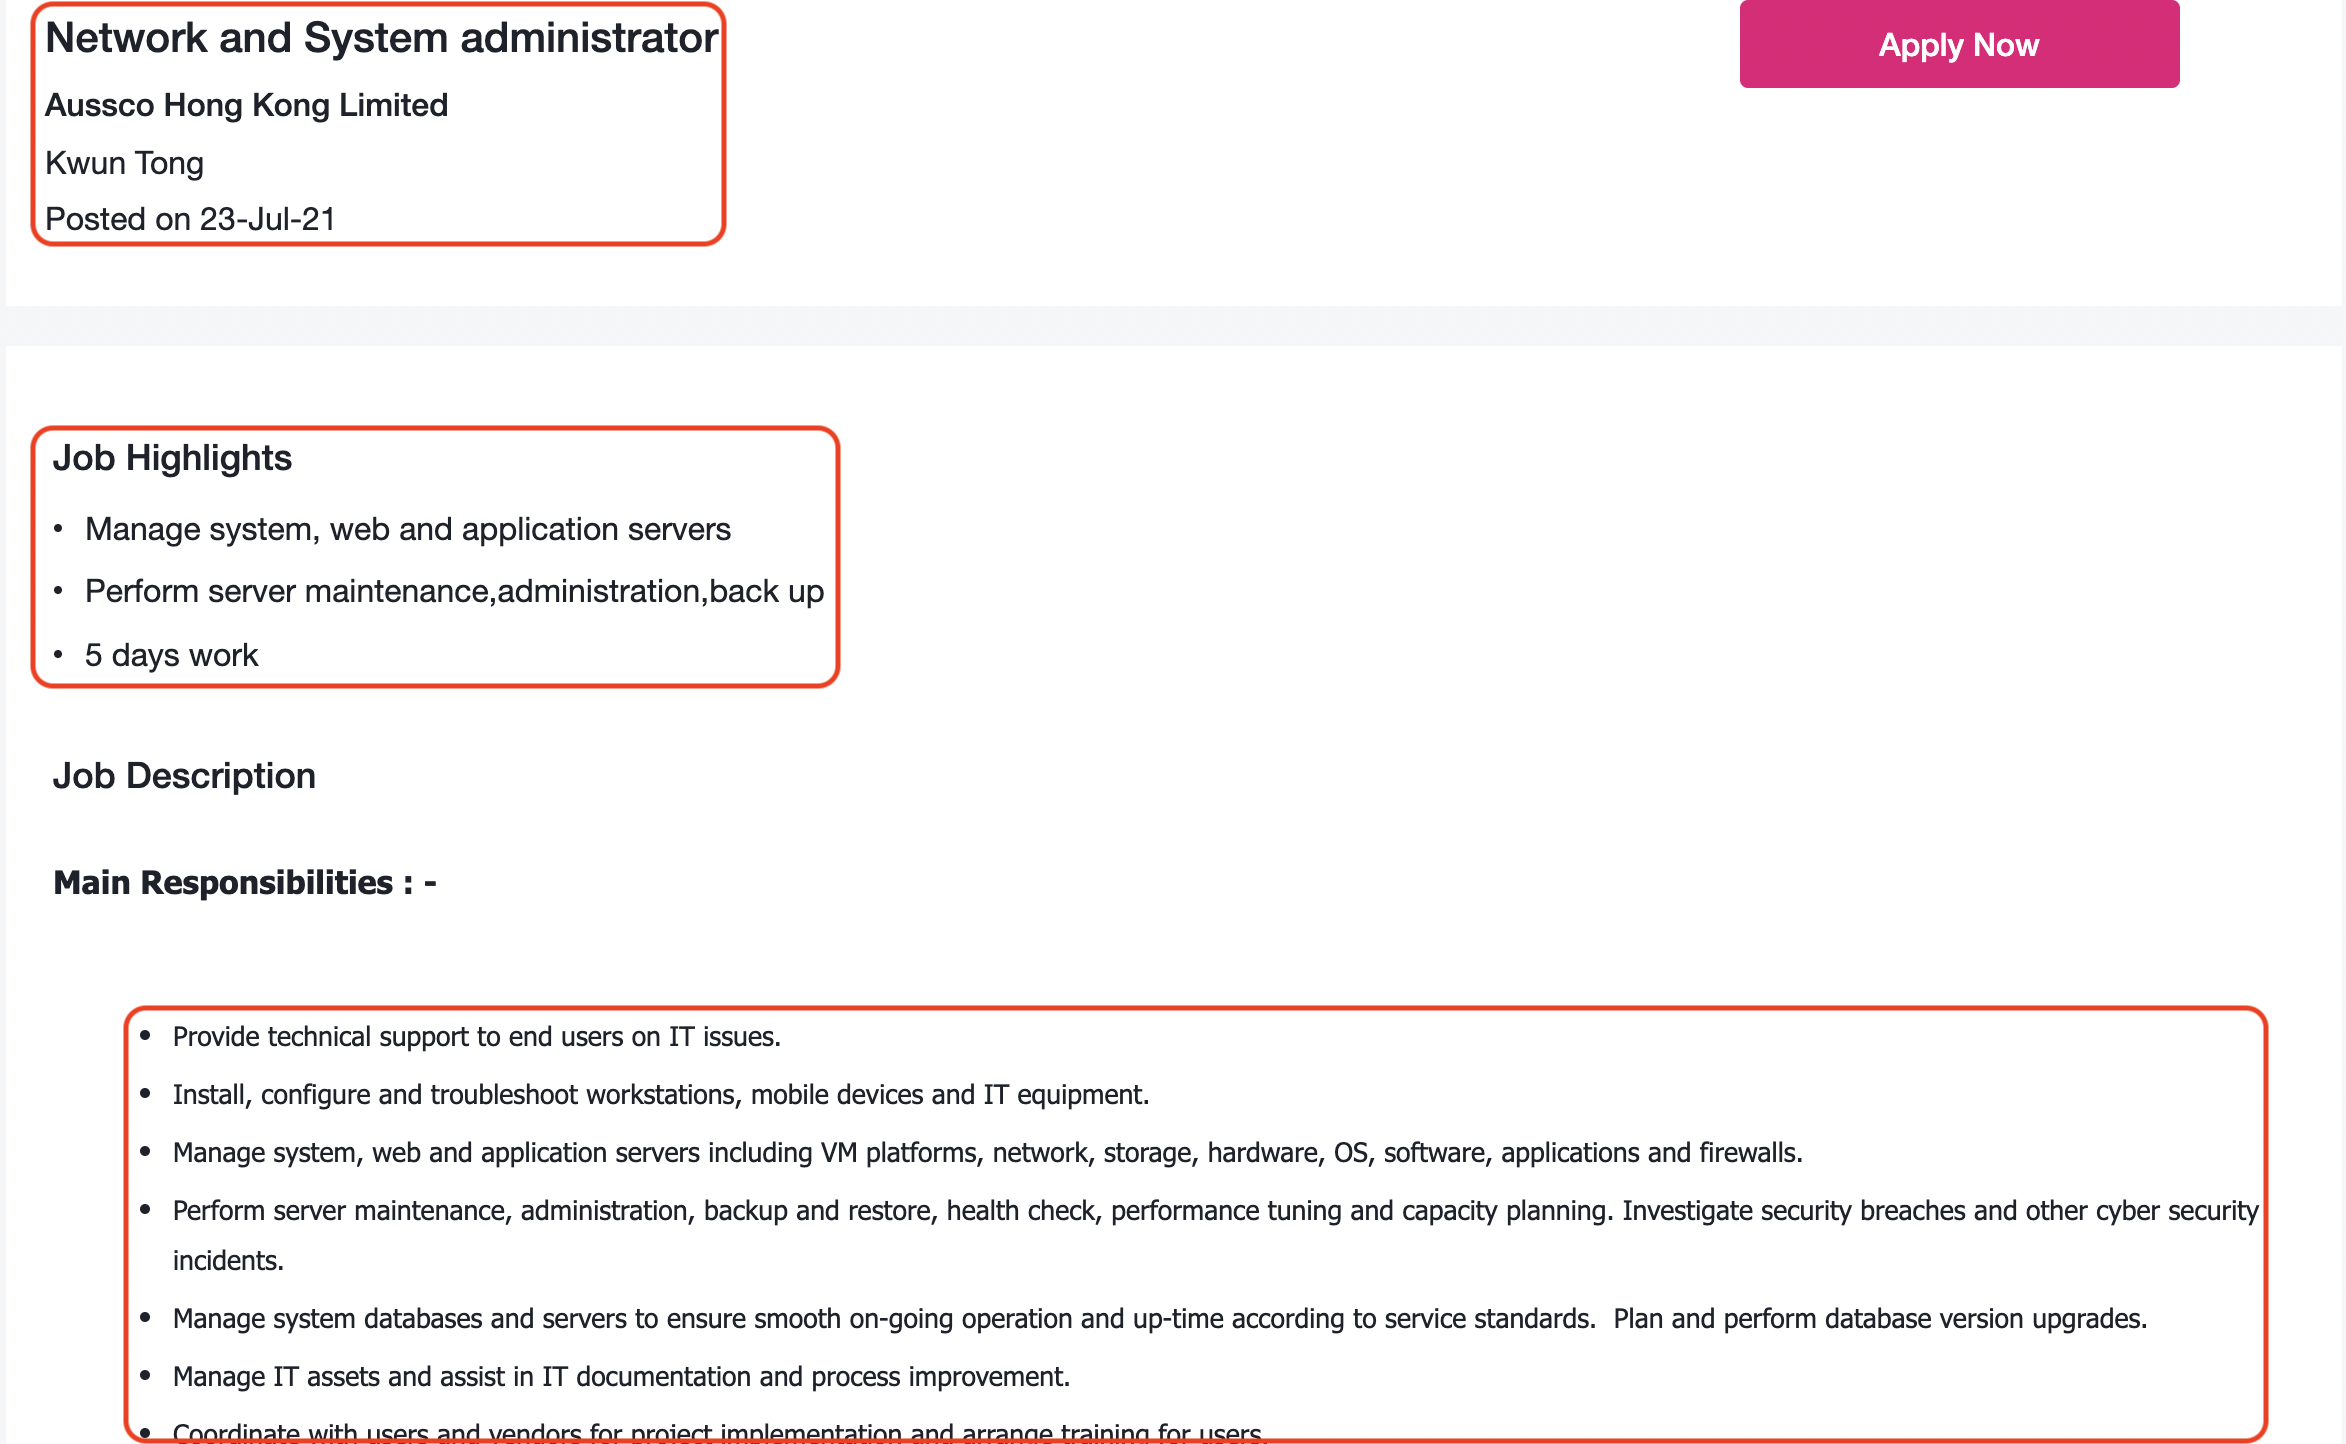 Network and System administrator
Apply Now
Aussco Hong Kong Limited
Kwun Tong
Posted on 23-Jul-21
Job Highlights
• Manage system, web and application servers
• Perform server maintenance,administration,back up
• 5 days work
Job Description
Main Responsibilities : -
• Provide technical support to end users on IT issues.
• Install, configure and troubleshoot workstations, mobile devices and IT equipment.
• Manage system, web and application servers including VM platforms, network, storage, hardware, OS, software, applications and firewalls.
• Perform server maintenance, administration, backup and restore, health check, performance tuning and capacity planning. Investigate security breaches and other cyber security
incidents.
• Manage system databases and servers to ensure smooth on-going operation and up-time according to service standards.  Plan and perform database version upgrades.
• Manage IT assets and assist in IT documentation and process improvement.
• Coordinate with users and vendors for project implementation and arrange training for users.